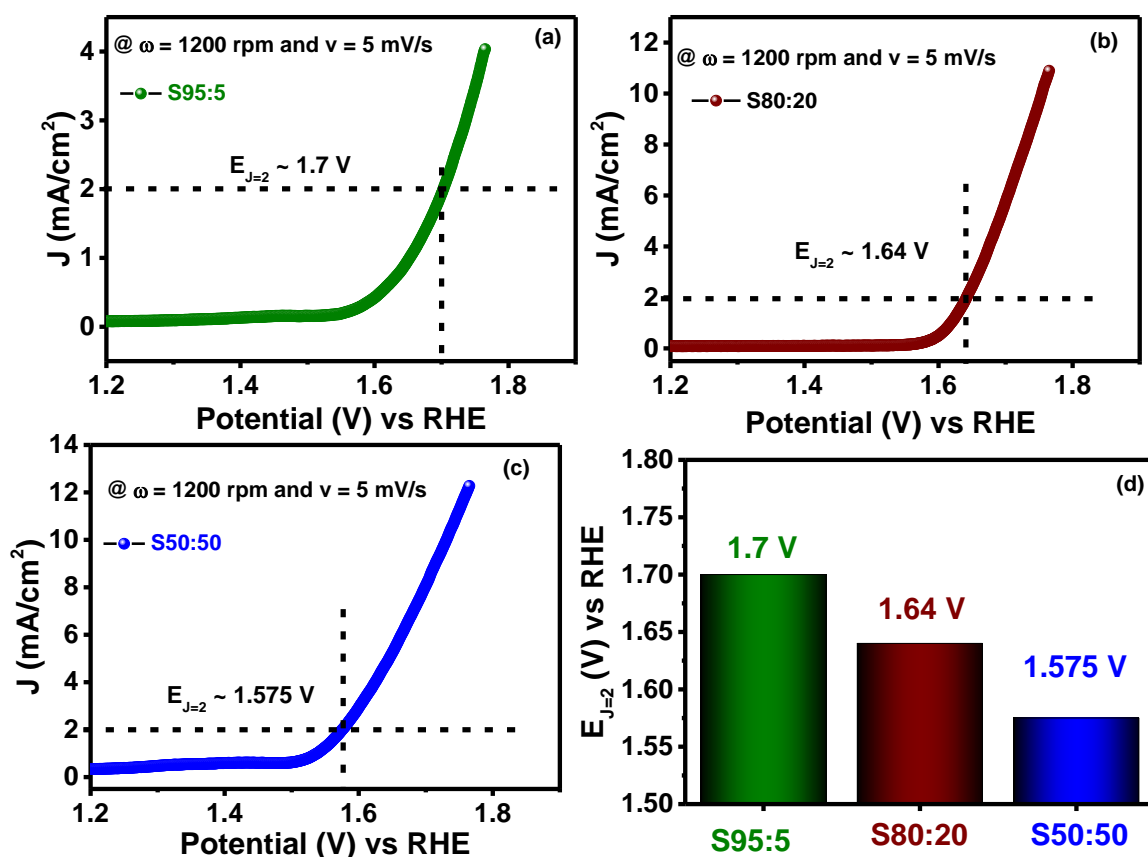 (a)
@ ω = 1200 rpm and ν = 5 mV/s
S95:5
E_{J=2} ~ 1.7 V
J (mA/cm²)
4
3
2
1
0
1.2 1.4 1.6 1.8
Potential (V) vs RHE
(b)
@ ω = 1200 rpm and ν = 5 mV/s
S80:20
E_{J=2} ~ 1.64 V
J (mA/cm²)
12
10
8
6
4
2
0
1.2 1.4 1.6 1.8
Potential (V) vs RHE
(c)
@ ω = 1200 rpm and ν = 5 mV/s
S50:50
E_{J=2} ~ 1.575 V
J (mA/cm²)
14
12
10
8
6
4
2
0
1.2 1.4 1.6 1.8
Potential (V) vs RHE
(d)
E_{J=2} (V) vs RHE
1.80
1.75
1.70
1.65
1.60
1.55
1.50
1.7 V
1.64 V
1.575 V
S95:5 S80:20 S50:50